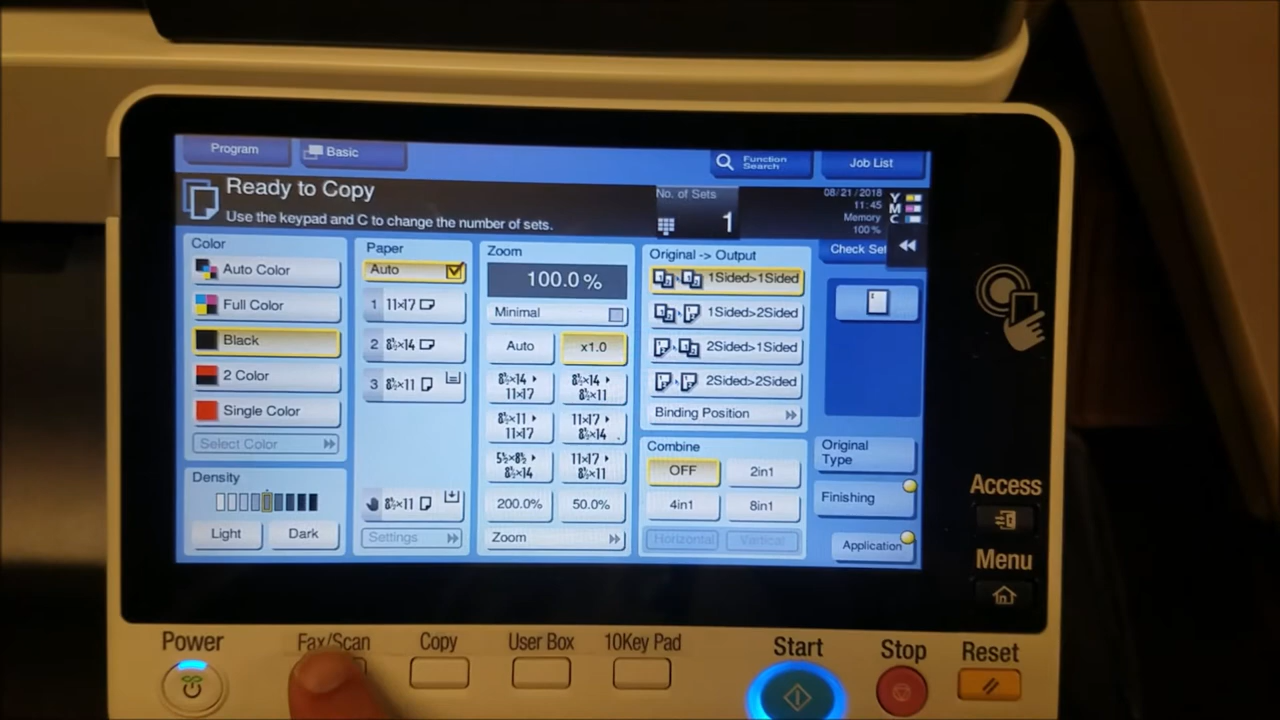 Program
Basic
Function Search
Job List
Ready to Copy
Use the keypad and C to change the number of sets.
No. of Sets
1
08/21/2018
11:45
Memory
100%
Y
M
C
Color
Auto Color
Full Color
Black
2 Color
Single Color
Select Color
Density
Light
Dark
Paper
Auto
1 11×17
2 8½×14
3 8½×11
8½×11
Settings
Zoom
100.0 %
Minimal
Auto
x1.0
8½×14
11×17
8½×14
8½×11
8½×11
11×17
11×17
8½×14
5½×8½
8½×14
11×17
8½×11
200.0%
50.0%
Zoom
Original -> Output
1Sided>1Sided
1Sided>2Sided
2Sided>1Sided
2Sided>2Sided
Binding Position
Combine
OFF
2in1
4in1
8in1
Horizontal
Vertical
Check Set
Original
Type
Finishing
Application
Access
Menu
Power
Fax/Scan
Copy
User Box
10Key Pad
Start
Stop
Reset